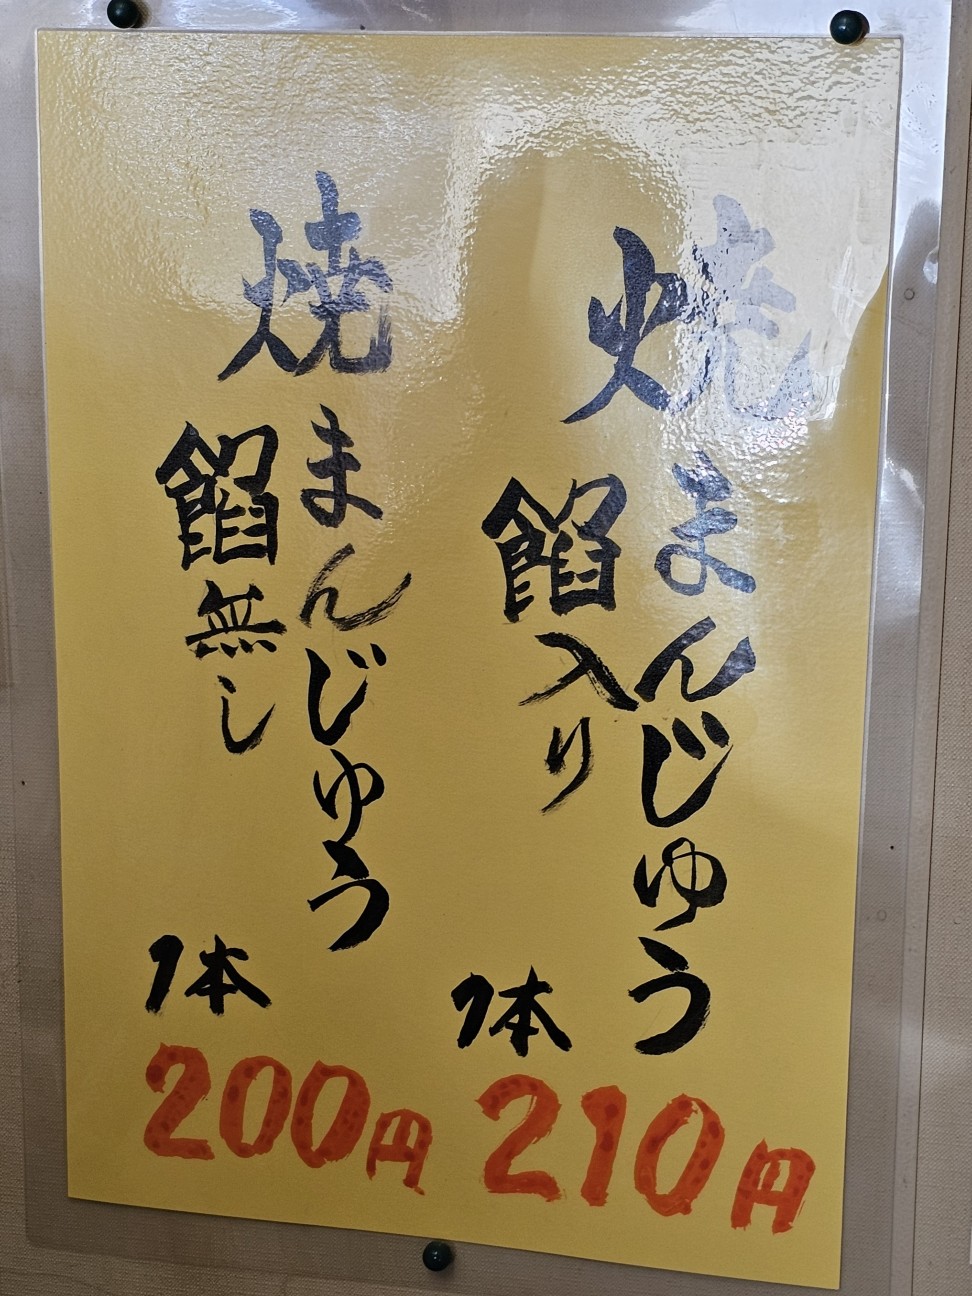 焼まんじゅう
餡入り
1本
210円
焼まんじゅう
餡無し
1本
200円